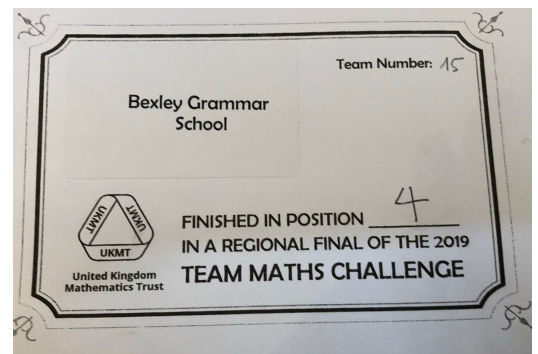 Team Number: 15
Bexley Grammar
School
UKMT
UKMT
UKMT
United Kingdom
Mathematics Trust
FINISHED IN POSITION 4
IN A REGIONAL FINAL OF THE 2019
TEAM MATHS CHALLENGE